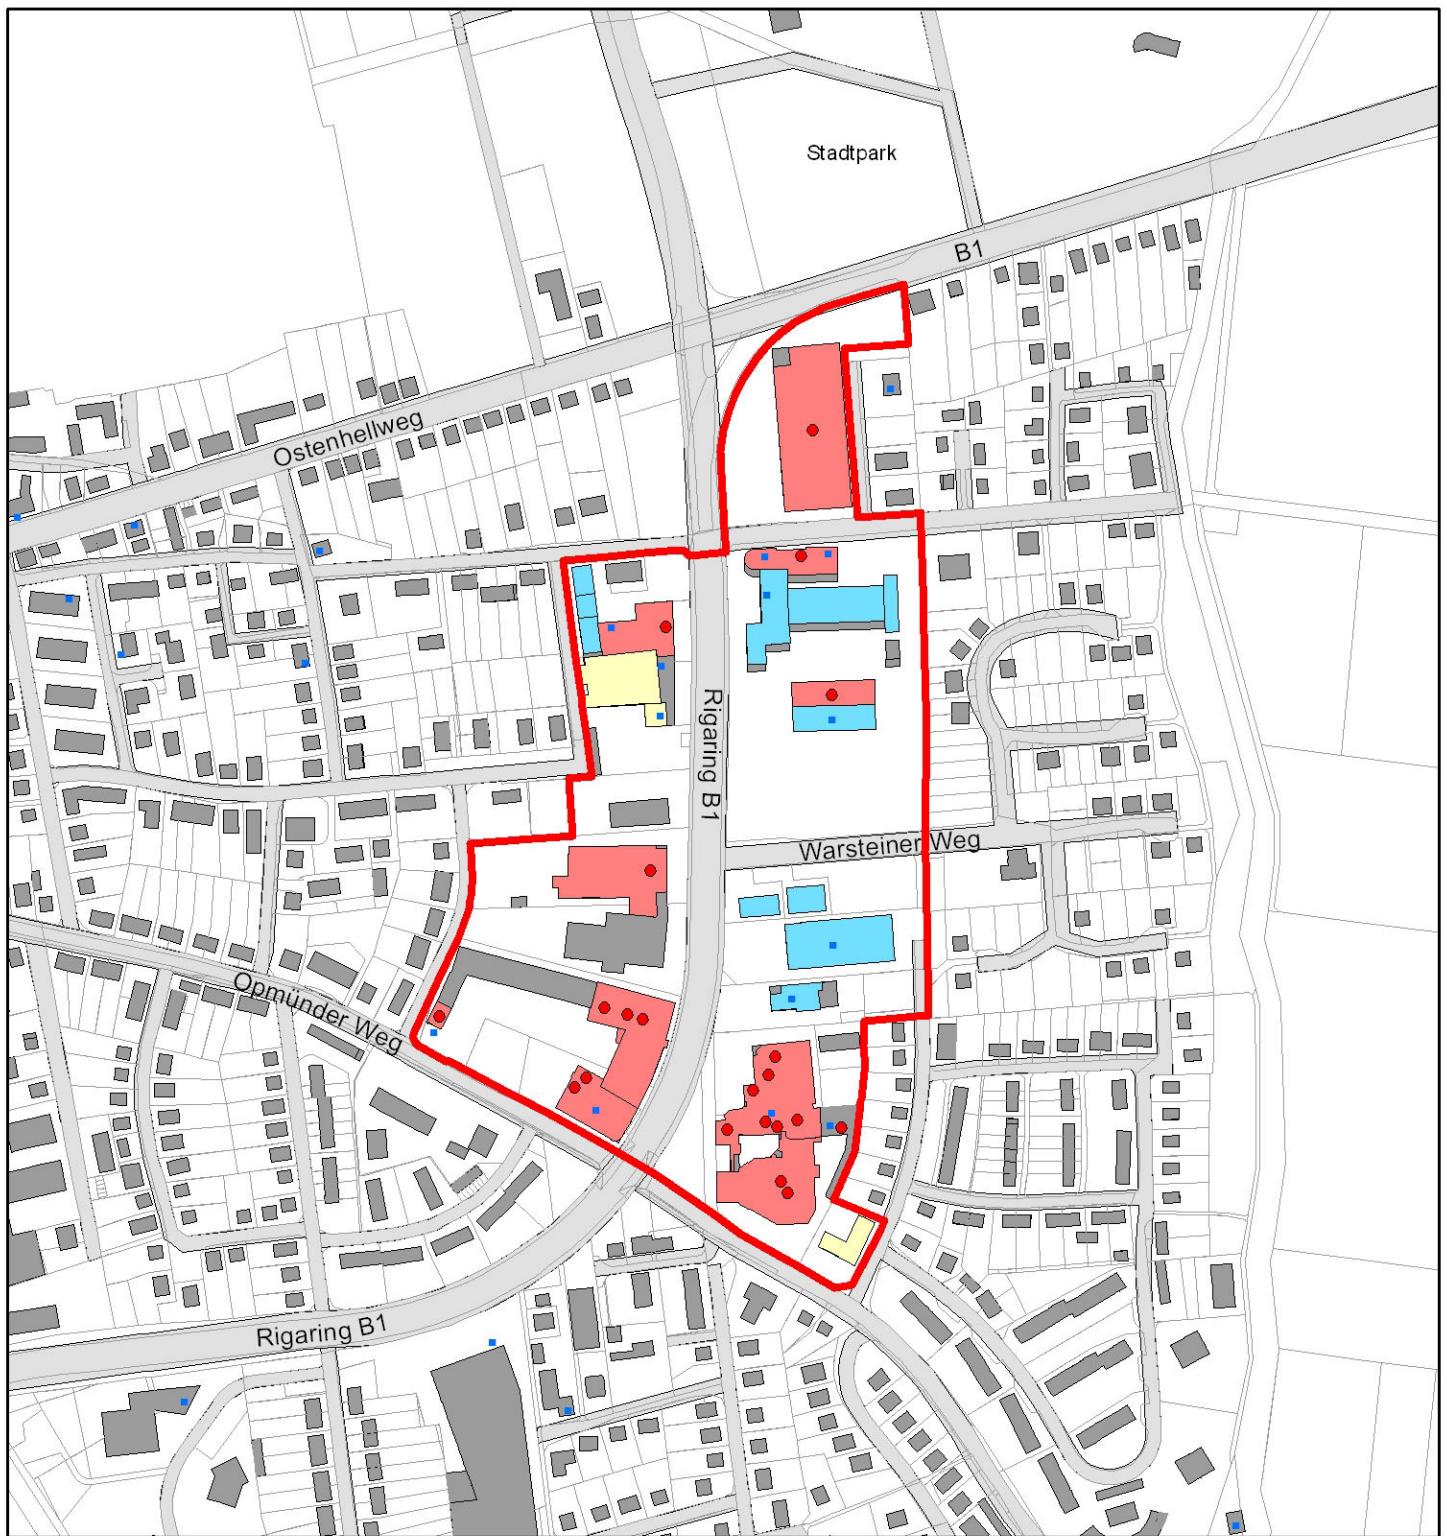 Stadtpark
B1
Ostenhellweg
Rigaring B1
Warsteiner Weg
Opmünder Weg
Rigaring B1